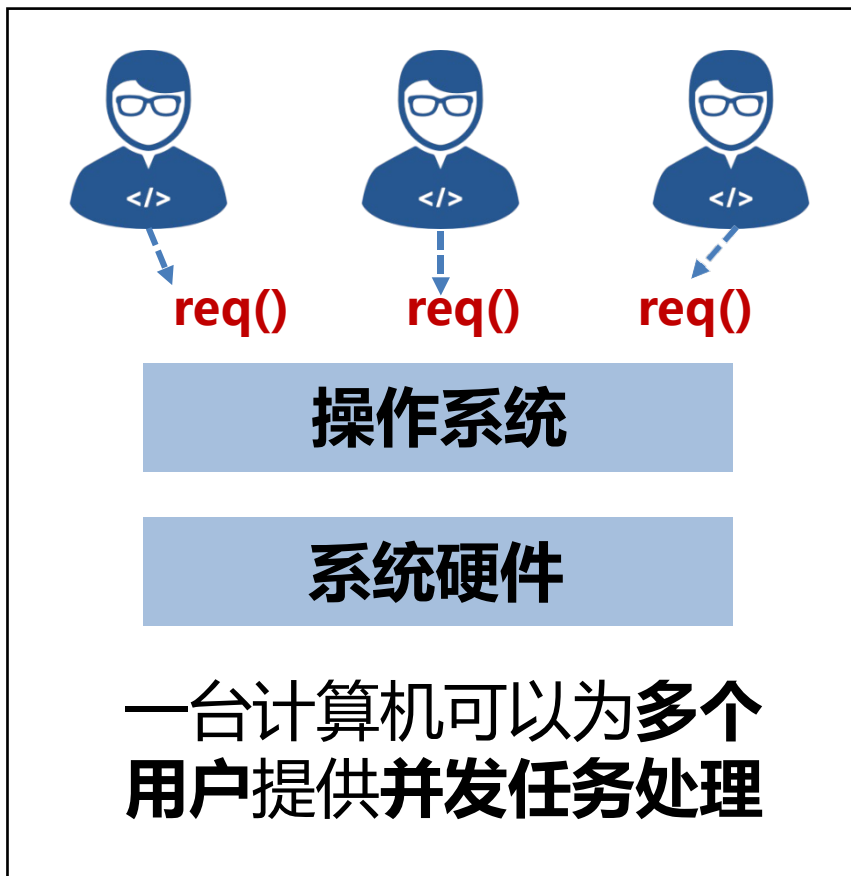 </> </> </>
req() req() req()
操作系统
系统硬件
一台计算机可以为多个
用户提供并发任务处理